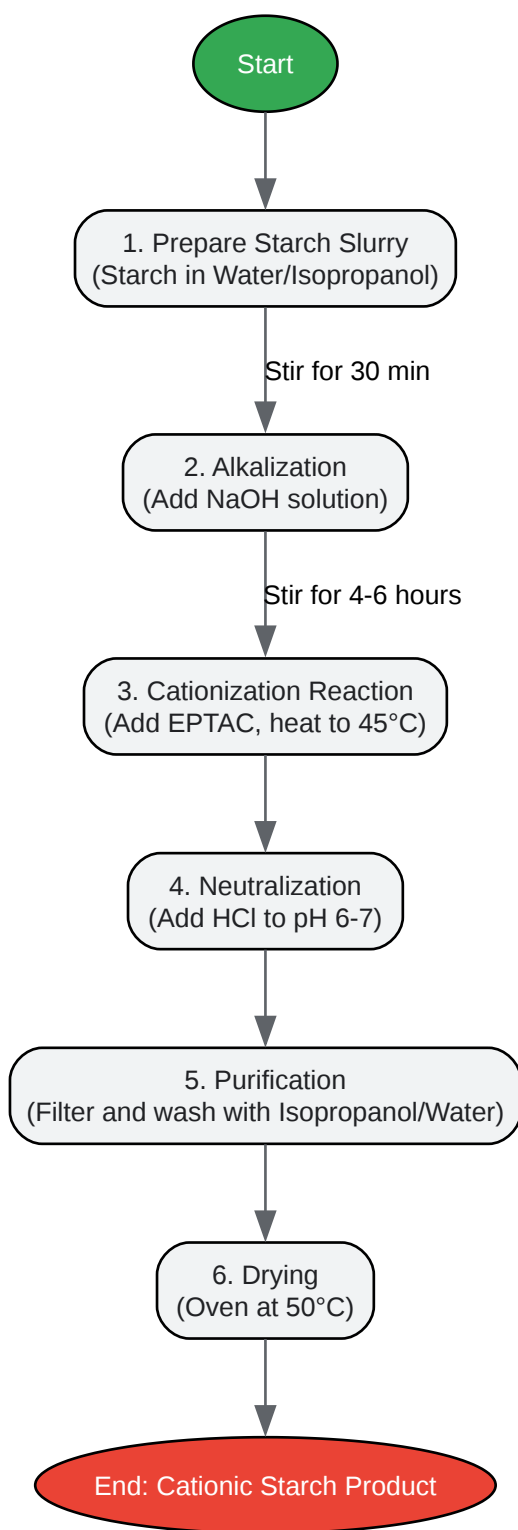 Start
1. Prepare Starch Slurry
(Starch in Water/Isopropanol)
Stir for 30 min
2. Alkalization
(Add NaOH solution)
Stir for 4-6 hours
3. Cationization Reaction
(Add EPTAC, heat to 45°C)
4. Neutralization
(Add HCl to pH 6-7)
5. Purification
(Filter and wash with Isopropanol/Water)
6. Drying
(Oven at 50°C)
End: Cationic Starch Product